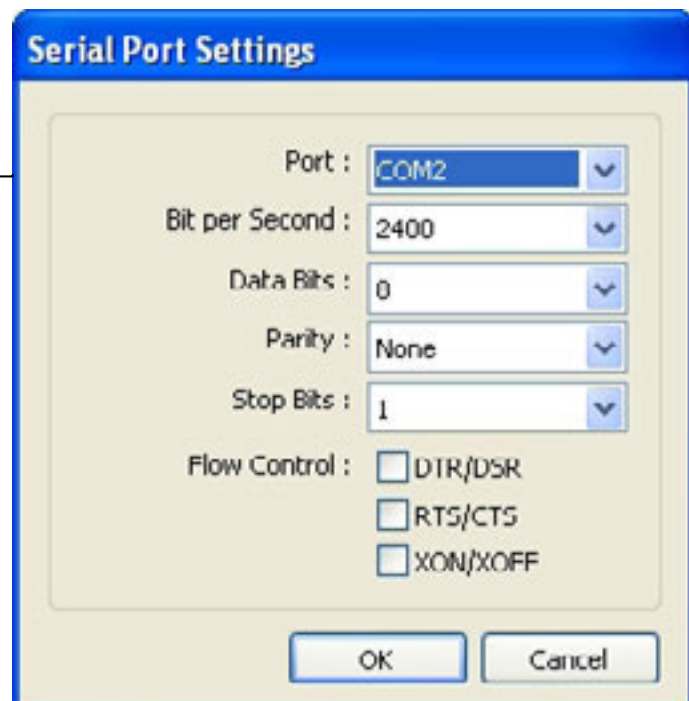 Serial Port Settings
Port : COM2
Bit per Second : 2400
Data Bits : 0
Parity : None
Stop Bits : 1
Flow Control : DTR/DSR
RTS/CTS
XON/XOFF
OK Cancel